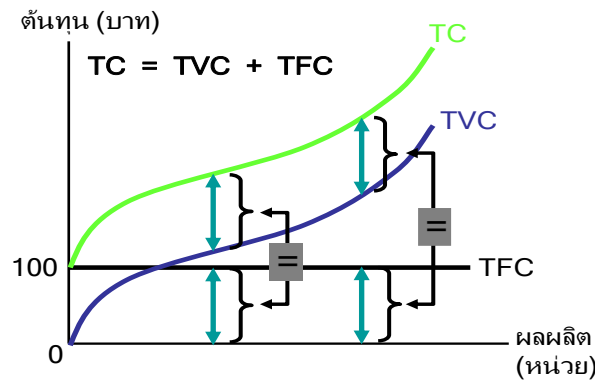 ต้นทุน (บาท)
TC
TC = TVC + TFC
TVC
=
=
100
TFC
0
ผลผลิต
(หน่วย)